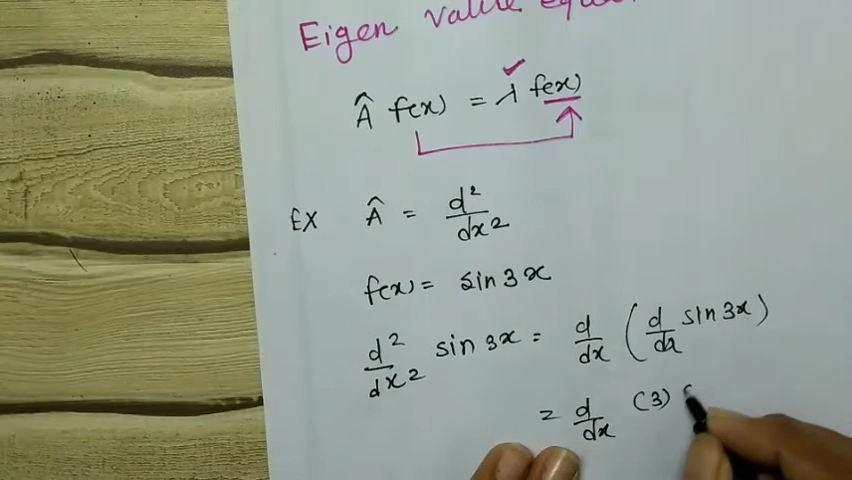 Eigen value
Â f(x) = λ f(x)
EX Â = d²/dx²
f(x) = sin 3x
d²/dx² sin 3x = d/dx (d/dx sin 3x)
= d/dx (3)